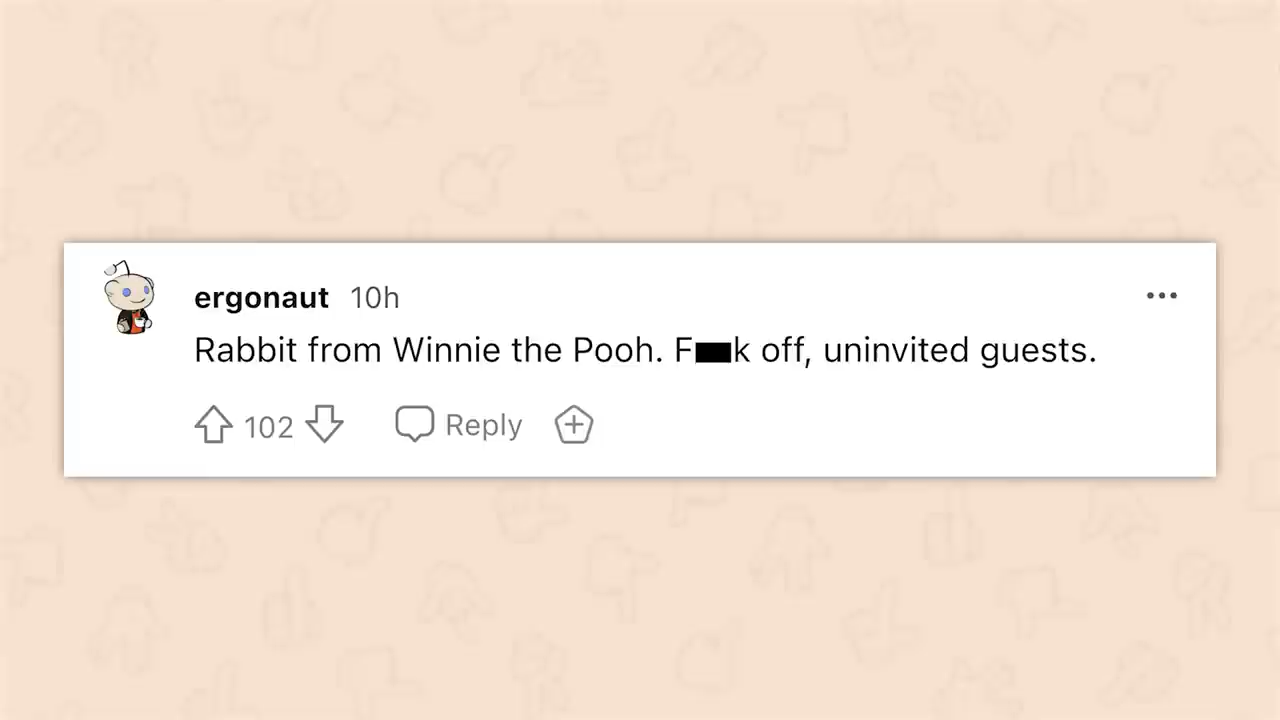 ergonaut 10h
Rabbit from Winnie the Pooh. F██k off, uninvited guests.
102 Reply